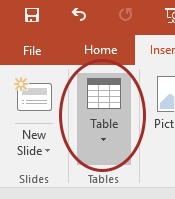 File Home Inser
New
Slide
Table
Pict
Slides Tables